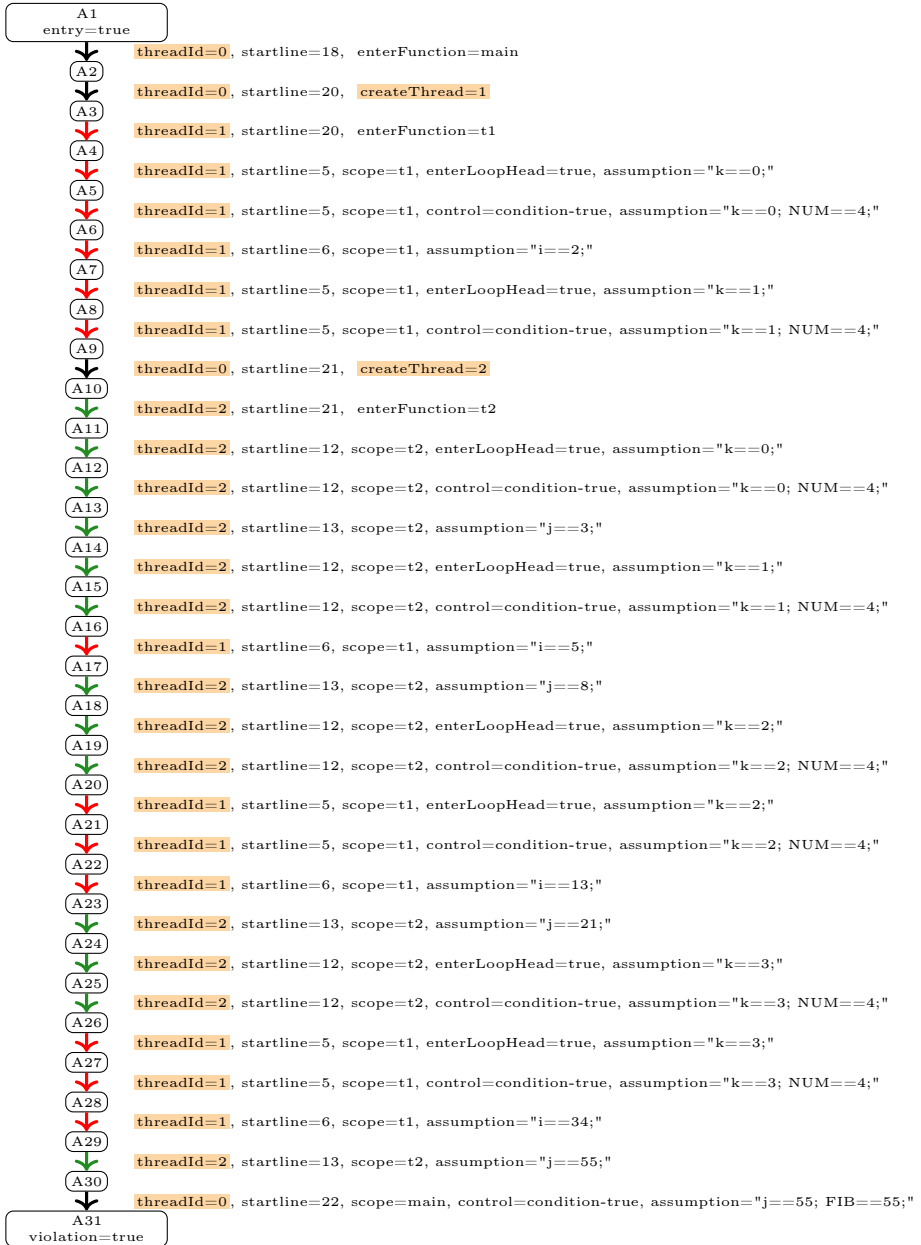 A1
entry=true
threadId=0, startline=18, enterFunction=main
A2
threadId=0, startline=20, createThread=1
A3
threadId=1, startline=20, enterFunction=t1
A4
threadId=1, startline=5, scope=t1, enterLoopHead=true, assumption="k==0;"
A5
threadId=1, startline=5, scope=t1, control=condition-true, assumption="k==0; NUM==4;"
A6
threadId=1, startline=6, scope=t1, assumption="i==2;"
A7
threadId=1, startline=5, scope=t1, enterLoopHead=true, assumption="k==1;"
A8
threadId=1, startline=5, scope=t1, control=condition-true, assumption="k==1; NUM==4;"
A9
threadId=0, startline=21, createThread=2
A10
threadId=2, startline=21, enterFunction=t2
A11
threadId=2, startline=12, scope=t2, enterLoopHead=true, assumption="k==0;"
A12
threadId=2, startline=12, scope=t2, control=condition-true, assumption="k==0; NUM==4;"
A13
threadId=2, startline=13, scope=t2, assumption="j==3;"
A14
threadId=2, startline=12, scope=t2, enterLoopHead=true, assumption="k==1;"
A15
threadId=2, startline=12, scope=t2, control=condition-true, assumption="k==1; NUM==4;"
A16
threadId=1, startline=6, scope=t1, assumption="i==5;"
A17
threadId=2, startline=13, scope=t2, assumption="j==8;"
A18
threadId=2, startline=12, scope=t2, enterLoopHead=true, assumption="k==2;"
A19
threadId=2, startline=12, scope=t2, control=condition-true, assumption="k==2; NUM==4;"
A20
threadId=1, startline=5, scope=t1, enterLoopHead=true, assumption="k==2;"
A21
threadId=1, startline=5, scope=t1, control=condition-true, assumption="k==2; NUM==4;"
A22
threadId=1, startline=6, scope=t1, assumption="i==13;"
A23
threadId=2, startline=13, scope=t2, assumption="j==21;"
A24
threadId=2, startline=12, scope=t2, enterLoopHead=true, assumption="k==3;"
A25
threadId=2, startline=12, scope=t2, control=condition-true, assumption="k==3; NUM==4;"
A26
threadId=1, startline=5, scope=t1, enterLoopHead=true, assumption="k==3;"
A27
threadId=1, startline=5, scope=t1, control=condition-true, assumption="k==3; NUM==4;"
A28
threadId=1, startline=6, scope=t1, assumption="i==34;"
A29
threadId=2, startline=13, scope=t2, assumption="j==55;"
A30
threadId=0, startline=22, scope=main, control=condition-true, assumption="j==55; FIB==55;"
A31
violation=true